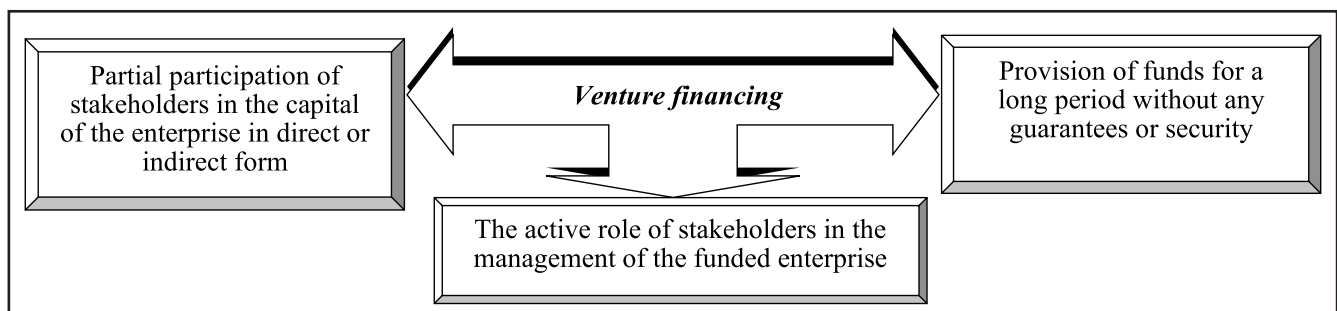 Partial participation of
stakeholders in the capital
of the enterprise in direct or
indirect form
Venture financing
Provision of funds for a
long period without any
guarantees or security
The active role of stakeholders in the
management of the funded enterprise